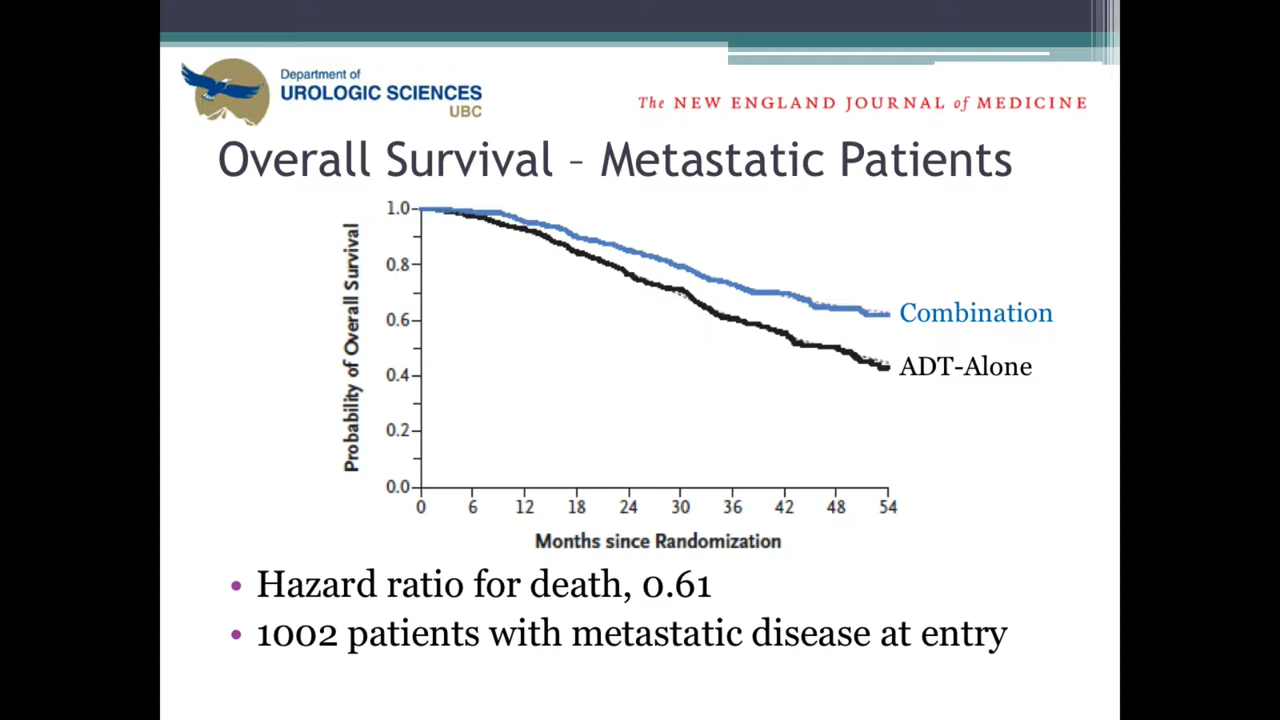 Department of
UROLOGIC SCIENCES
UBC
The NEW ENGLAND JOURNAL of MEDICINE
Overall Survival – Metastatic Patients
Probability of Overall Survival
1.0
0.8
0.6
0.4
0.2
0.0
Combination
ADT-Alone
0 6 12 18 24 30 36 42 48 54
Months since Randomization
• Hazard ratio for death, 0.61
• 1002 patients with metastatic disease at entry